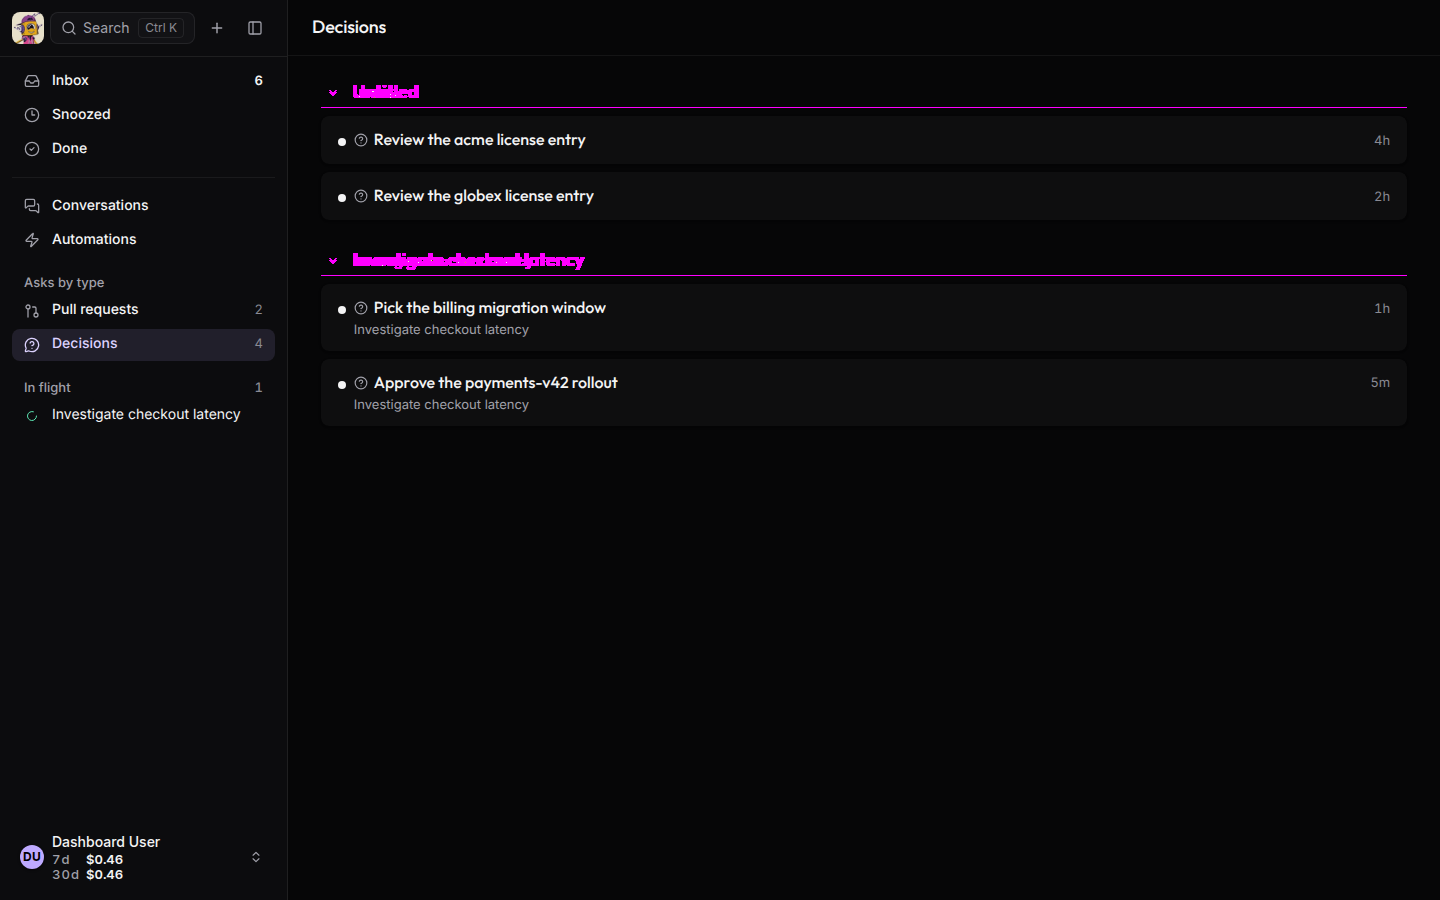 Search Ctrl K
Decisions
Inbox 6
Snoozed
Done
Conversations
Automations
Asks by type
Pull requests 2
Decisions 4
In flight 1
Investigate checkout latency
Dashboard User
DU
7d $0.46
30d $0.46
Review the acme license entry 4h
Review the globex license entry 2h
Pick the billing migration window 1h
Investigate checkout latency
Approve the payments-v42 rollout 5m
Investigate checkout latency